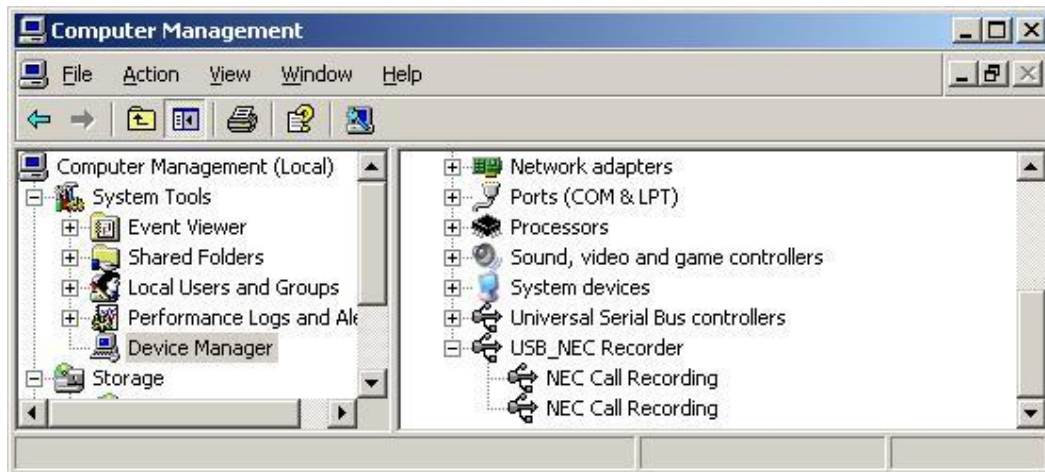 Computer Management
File Action View Window Help
Computer Management (Local)
System Tools
Event Viewer
Shared Folders
Local Users and Groups
Performance Logs and Ale
Device Manager
Storage
Network adapters
Ports (COM & LPT)
Processors
Sound, video and game controllers
System devices
Universal Serial Bus controllers
USB_NEC Recorder
NEC Call Recording
NEC Call Recording